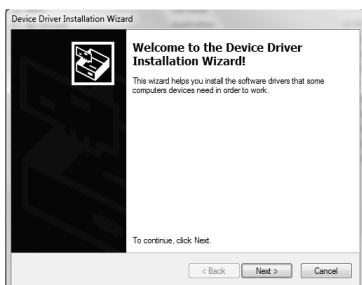 Device Driver Installation Wizard
Welcome to the Device Driver
Installation Wizard!
This wizard helps you install the software drivers that some
computers devices need in order to work.
To continue, click Next.
< Back
Next >
Cancel